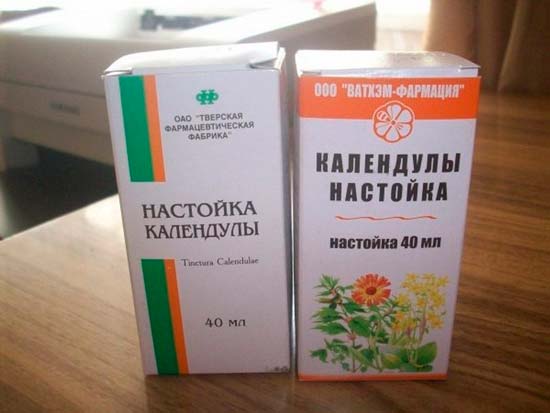 ОАО "ТВЕРСКАЯ
ФАРМАЦЕВТИЧЕСКАЯ
ФАБРИКА"
НАСТОЙКА
КАЛЕНДУЛЫ
Tinctura Calendulae
40 мл
ООО "ВАТХЭМ-ФАРМАЦИЯ"
КАЛЕНДУЛЫ
НАСТОЙКА
настойка 40 мл